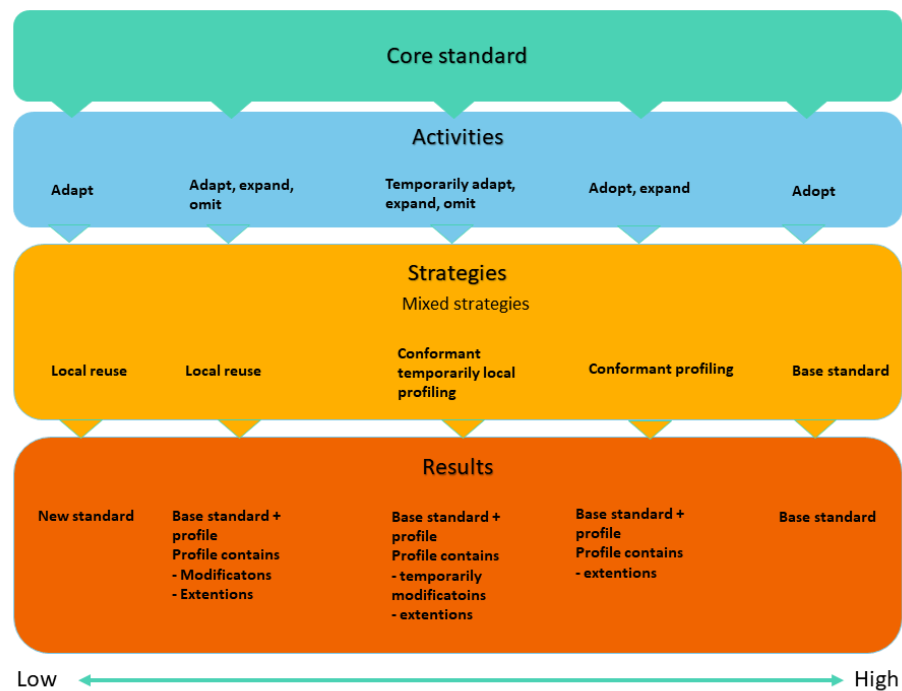 Core standard
Activities
Adapt
Adapt, expand,
omit
Temporarily adapt,
expand, omit
Adopt, expand
Adopt
Strategies
Mixed strategies
Local reuse
Local reuse
Conformant
temporarily local
profiling
Conformant profiling
Base standard
Results
New standard
Base standard +
profile
Profile contains
- Modificatons
- Extentions
Base standard +
profile
Profile contains
- temporarily
modificatoins
- extentions
Base standard +
profile
Profile contains
- extentions
Base standard
Low
High